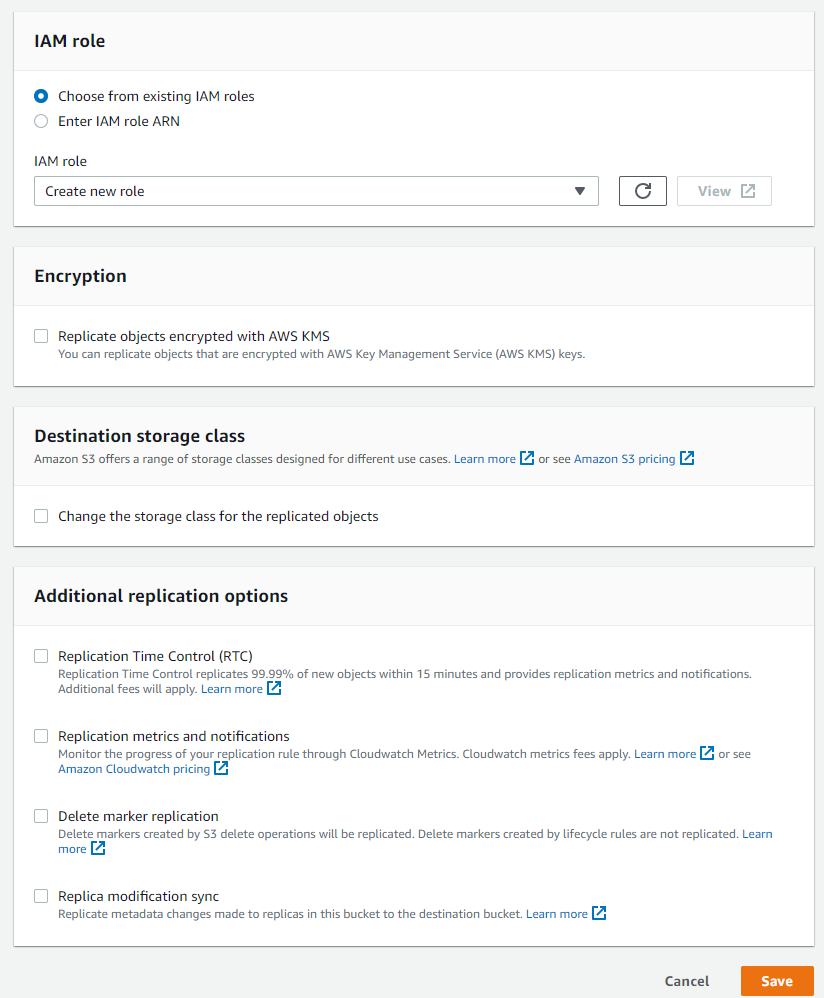 IAM role
Choose from existing IAM roles
Enter IAM role ARN
IAM role
Create new role
View
Encryption
Replicate objects encrypted with AWS KMS
You can replicate objects that are encrypted with AWS Key Management Service (AWS KMS) keys.
Destination storage class
Amazon S3 offers a range of storage classes designed for different use cases. Learn more or see Amazon S3 pricing
Change the storage class for the replicated objects
Additional replication options
Replication Time Control (RTC)
Replication Time Control replicates 99.99% of new objects within 15 minutes and provides replication metrics and notifications.
Additional fees will apply. Learn more
Replication metrics and notifications
Monitor the progress of your replication rule through Cloudwatch Metrics. Cloudwatch metrics fees apply. Learn more or see
Amazon Cloudwatch pricing
Delete marker replication
Delete markers created by S3 delete operations will be replicated. Delete markers created by lifecycle rules are not replicated. Learn
more
Replica modification sync
Replicate metadata changes made to replicas in this bucket to the destination bucket. Learn more
Cancel
Save